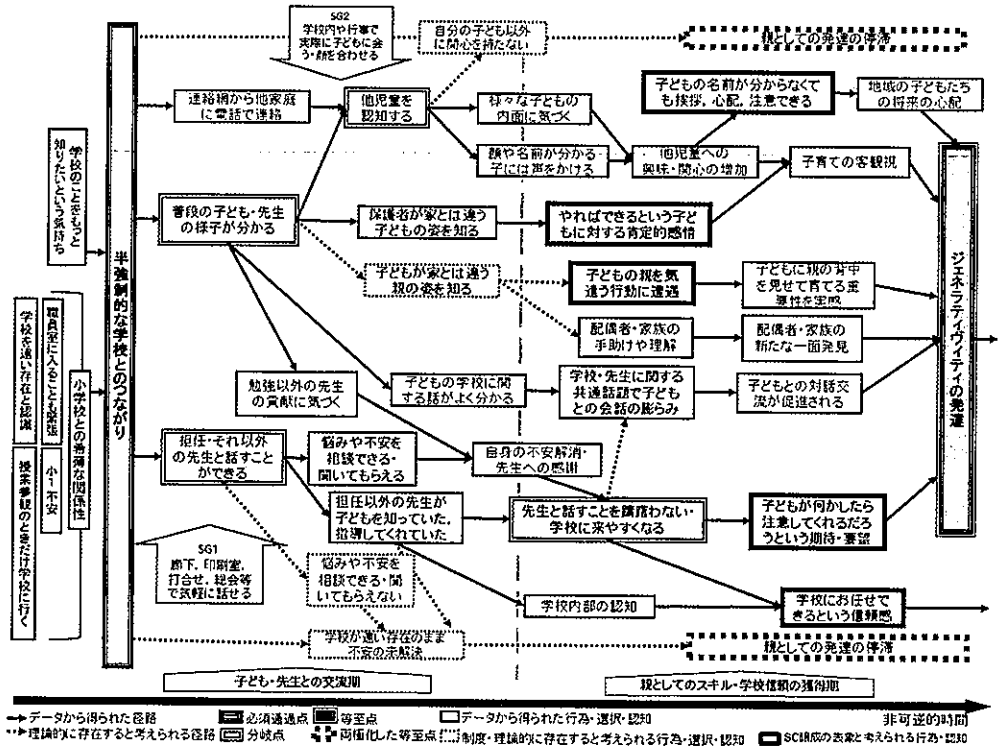 SG2
学校内や行事で
実際に子どもに会
う・顔を合わせる
自分の子ども以外
に関心を持たない
親としての発達の停滞
連絡網から他家庭
に電話で連絡
他児童を
認知する
様々な子どもの
内面に気づく
子どもの名前が分からなくて
も挨拶，心配，注意できる
地域の子どもたち
の将来の心配
顔や名前が分かる
子には声をかける
他児童への
興味・関心の増加
子育ての客観視
学校のことをもっと
知りたいという気持ち
普段の子ども・先生
の様子が分かる
保護者が家とは違う
子どもの姿を知る
やればできるという子ど
もに対する肯定的感情
半強制的な学校とのつながり
ジェネラティヴィティの発達
子どもが家とは違う
親の姿を知る
子どもの親を気
遣う行動に遭遇
子どもに親の背中
を見せて育てる重
要性を実感
配偶者・家族の
手助けや理解
配偶者・家族の
新たな一面発見
学校を遠い存在と認識
職員室に入ることも緊張
小学校との希薄な関係性
勉強以外の先生
の貢献に気づく
子どもの学校に関
する話がよく分かる
学校・先生に関する
共通話題で子ども
との会話の膨らみ
子どもとの対話交
流が促進される
授業参観のときだけ学校に行く
小1不安
担任・それ以外
の先生と話すこと
ができる
悩みや不安を
相談できる・
聞いてもらえる
自身の不安解消・
先生への感謝
担任以外の先生が
子どもを知っていた，
指導してくれていた
先生と話すことを躊躇わない・
学校に来やすくなる
子どもが何かしたら
注意してくれるだろ
うという期待・要望
SG1
廊下，印刷室，
打合せ，総会等
で気軽に話せる
悩みや不安を
相談できる・聞
いてもらえない
学校内部の認知
学校にお任せで
きるという信頼感
学校が遠い存在のまま
不安の未解決
親としての発達の停滞
子ども・先生との交流期
親としてのスキル・学校信頼の獲得期
非可逆的時間
データから得られた径路
必須通過点
等至点
データから得られた行為・選択・認知
理論的に存在すると考えられる径路
分岐点
両極化した等至点
制度・理論的に存在すると考えられる行為・選択・認知
SC醸成の表象と考えられる行為・認知